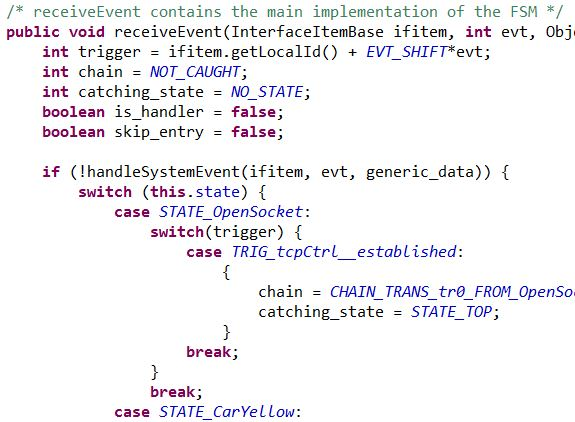 /* receiveEvent contains the main implementation of the FSM */
public void receiveEvent(InterfaceItemBase ifitem, int evt, Obj
    int trigger = ifitem.getLocalId() + EVT_SHIFT*evt;
    int chain = NOT_CAUGHT;
    int catching_state = NO_STATE;
    boolean is_handler = false;
    boolean skip_entry = false;

    if (!handleSystemEvent(ifitem, evt, generic_data)) {
        switch (this.state) {
            case STATE_OpenSocket:
                switch(trigger) {
                    case TRIG_tcpCtrl__established:
                        {
                            chain = CHAIN_TRANS_tr0_FROM_OpenSo
                            catching_state = STATE_TOP;
                        }
                    break;
                }
                break;
            case STATE_CarYellow: